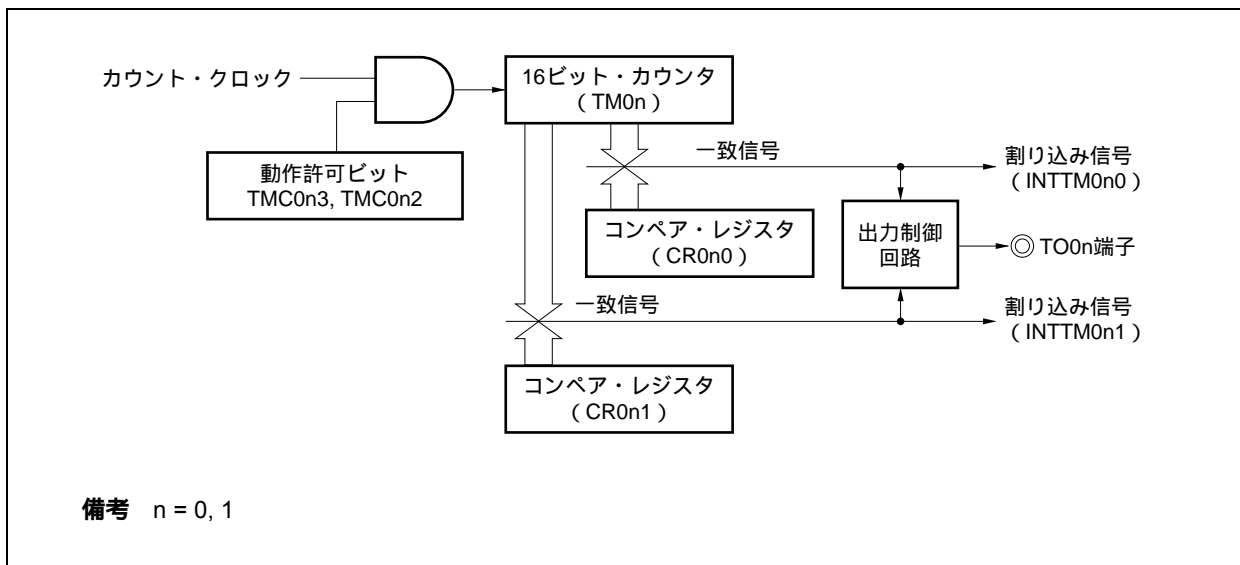 カウント・クロック
16ビット・カウンタ
（TM0n）
動作許可ビット
TMC0n3, TMC0n2
一致信号
割り込み信号
（INTTM0n0）
コンペア・レジスタ
（CR0n0）
出力制御
回路
TO0n端子
一致信号
割り込み信号
（INTTM0n1）
コンペア・レジスタ
（CR0n1）
備考 n = 0, 1